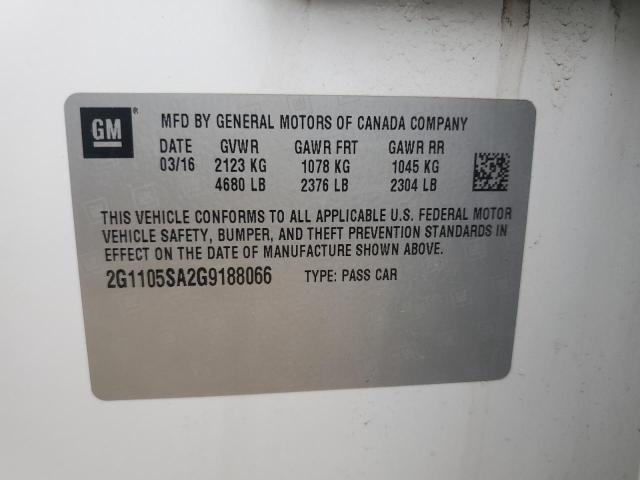 GM ® MFD BY GENERAL MOTORS OF CANADA COMPANY
DATE GVWR GAWR FRT GAWR RR
03/16 2123 KG 1078 KG 1045 KG
4680 LB 2376 LB 2304 LB
THIS VEHICLE CONFORMS TO ALL APPLICABLE U.S. FEDERAL MOTOR
VEHICLE SAFETY, BUMPER, AND THEFT PREVENTION STANDARDS IN
EFFECT ON THE DATE OF MANUFACTURE SHOWN ABOVE.
2G1105SA2G9188066 TYPE: PASS CAR